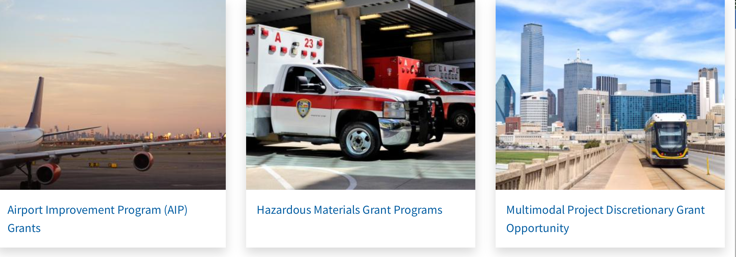 A 23
Airport Improvement Program (AIP)
Grants
Hazardous Materials Grant Programs
Multimodal Project Discretionary Grant
Opportunity